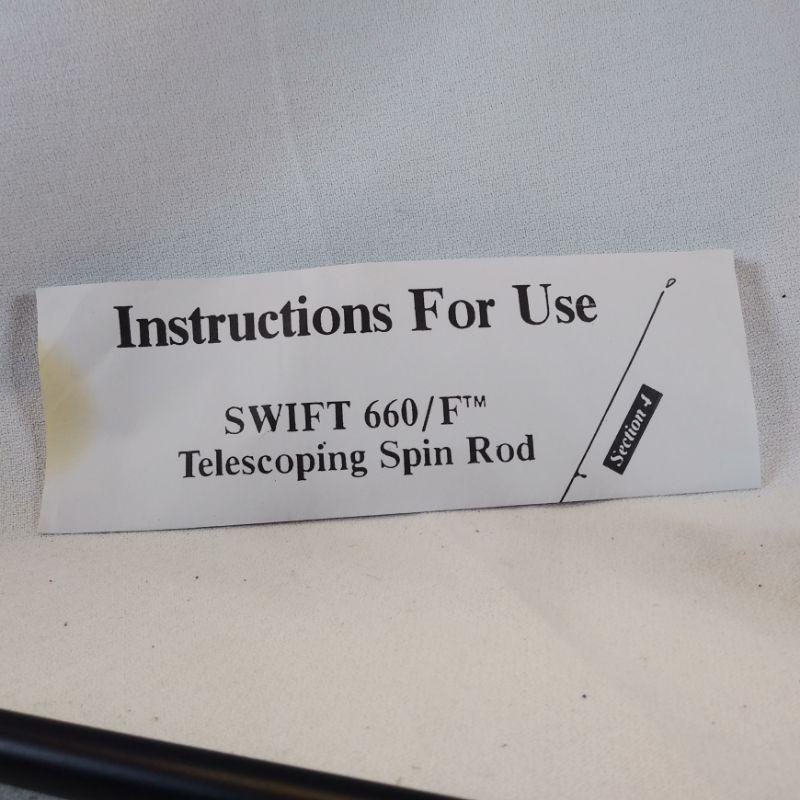 Instructions For Use
SWIFT 660/F™
Telescoping Spin Rod
Section 4